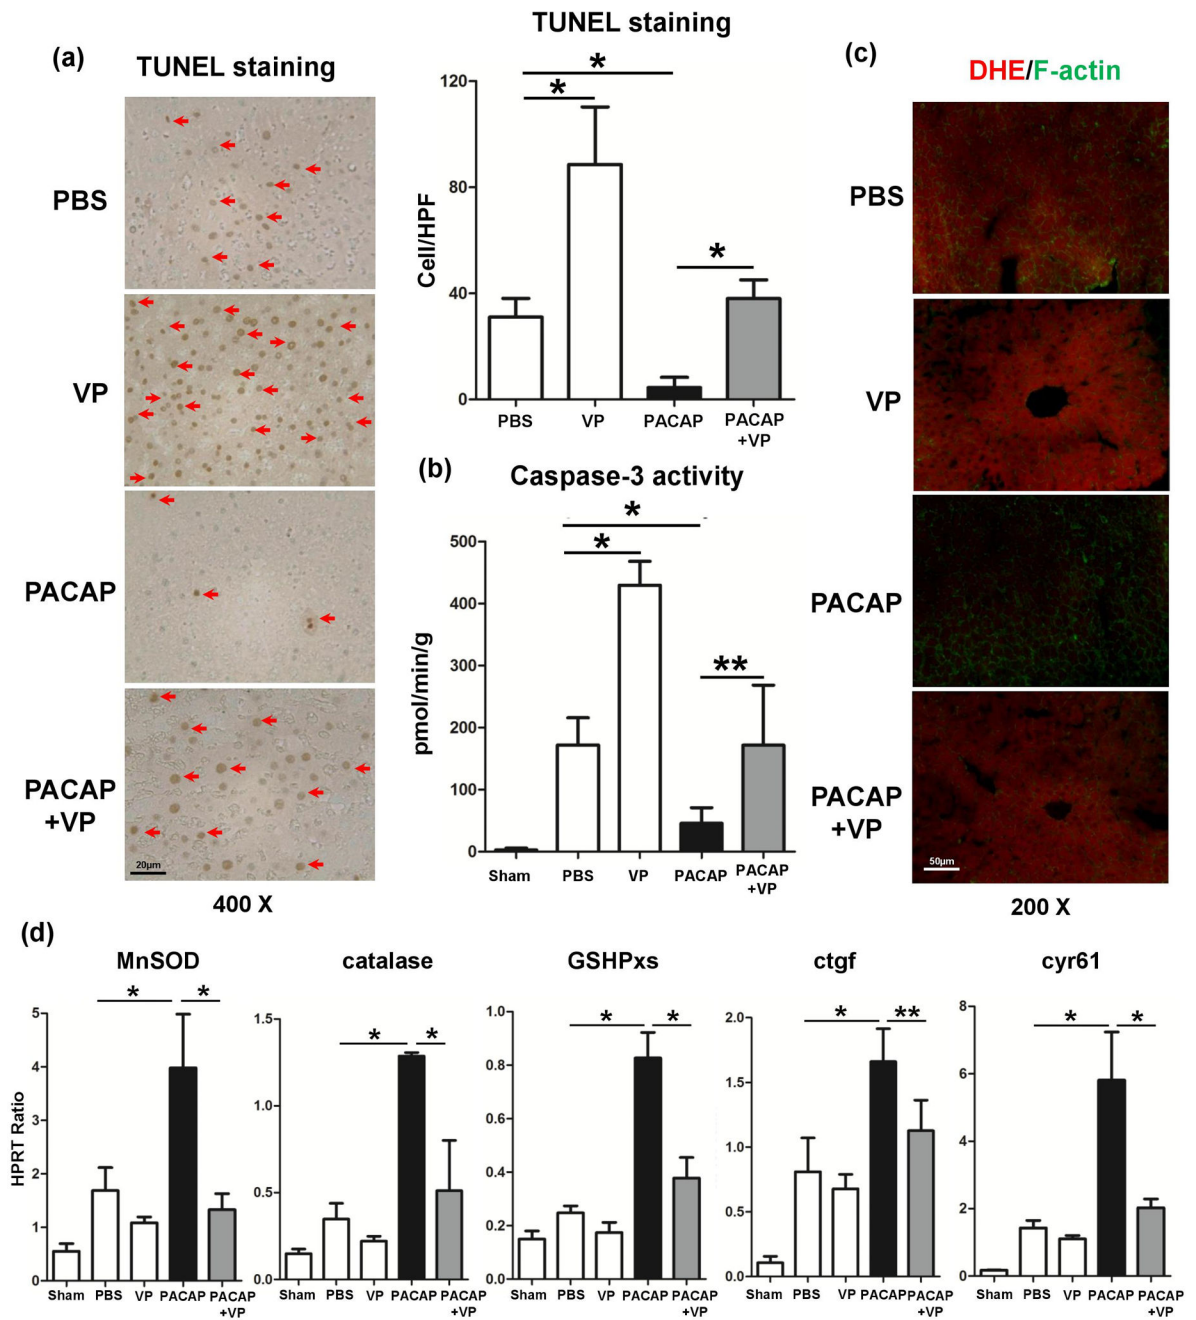 (a)
TUNEL staining
PBS
VP
PACAP
PACAP
+VP
20µm
400 X
TUNEL staining
*
*
*
Cell/HPF
120
80
40
0
PBS
VP
PACAP
PACAP
+VP
(b)
Caspase-3 activity
*
*
**
pmol/min/g
500
400
300
200
100
0
Sham
PBS
VP
PACAP
PACAP
+VP
(c)
DHE/F-actin
PBS
VP
PACAP
PACAP
+VP
50µm
200 X
(d)
MnSOD
* *
HPRT Ratio
5
4
3
2
1
0
Sham PBS VP PACAP PACAP
+VP
catalase
* *
1.5
1.0
0.5
0.0
Sham PBS VP PACAP PACAP
+VP
GSHPxs
* *
1.0
0.8
0.6
0.4
0.2
0.0
Sham PBS VP PACAP PACAP
+VP
ctgf
* **
2.0
1.5
1.0
0.5
0.0
Sham PBS VP PACAP PACAP
+VP
cyr61
* *
8
6
4
2
0
Sham PBS VP PACAP PACAP
+VP